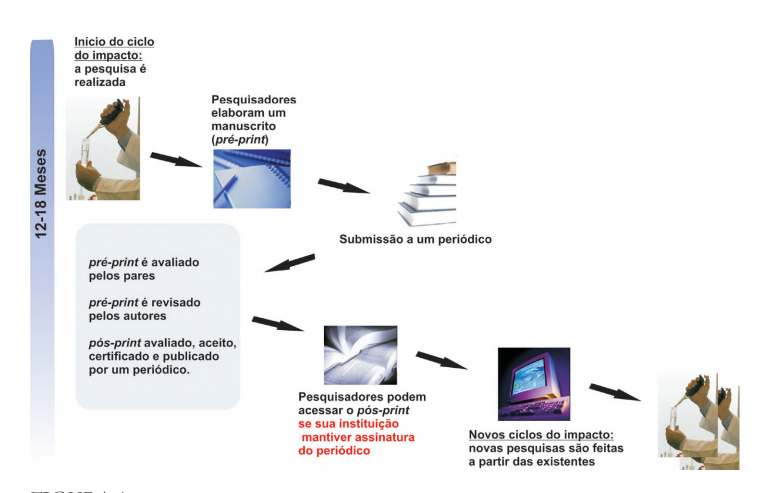 12-18 Meses
Início do ciclo
do impacto:
a pesquisa é
realizada
Pesquisadores
elaboram um
manuscrito
(pré-print)
Submissão a um periódico
pré-print é avaliado
pelos pares
pré-print é revisado
pelos autores
pós-print avaliado, aceito,
certificado e publicado
por um periódico.
Pesquisadores podem
acessar o pós-print
se sua instituição
mantiver assinatura
do periódico
Novos ciclos do impacto:
novas pesquisas são feitas
a partir das existentes